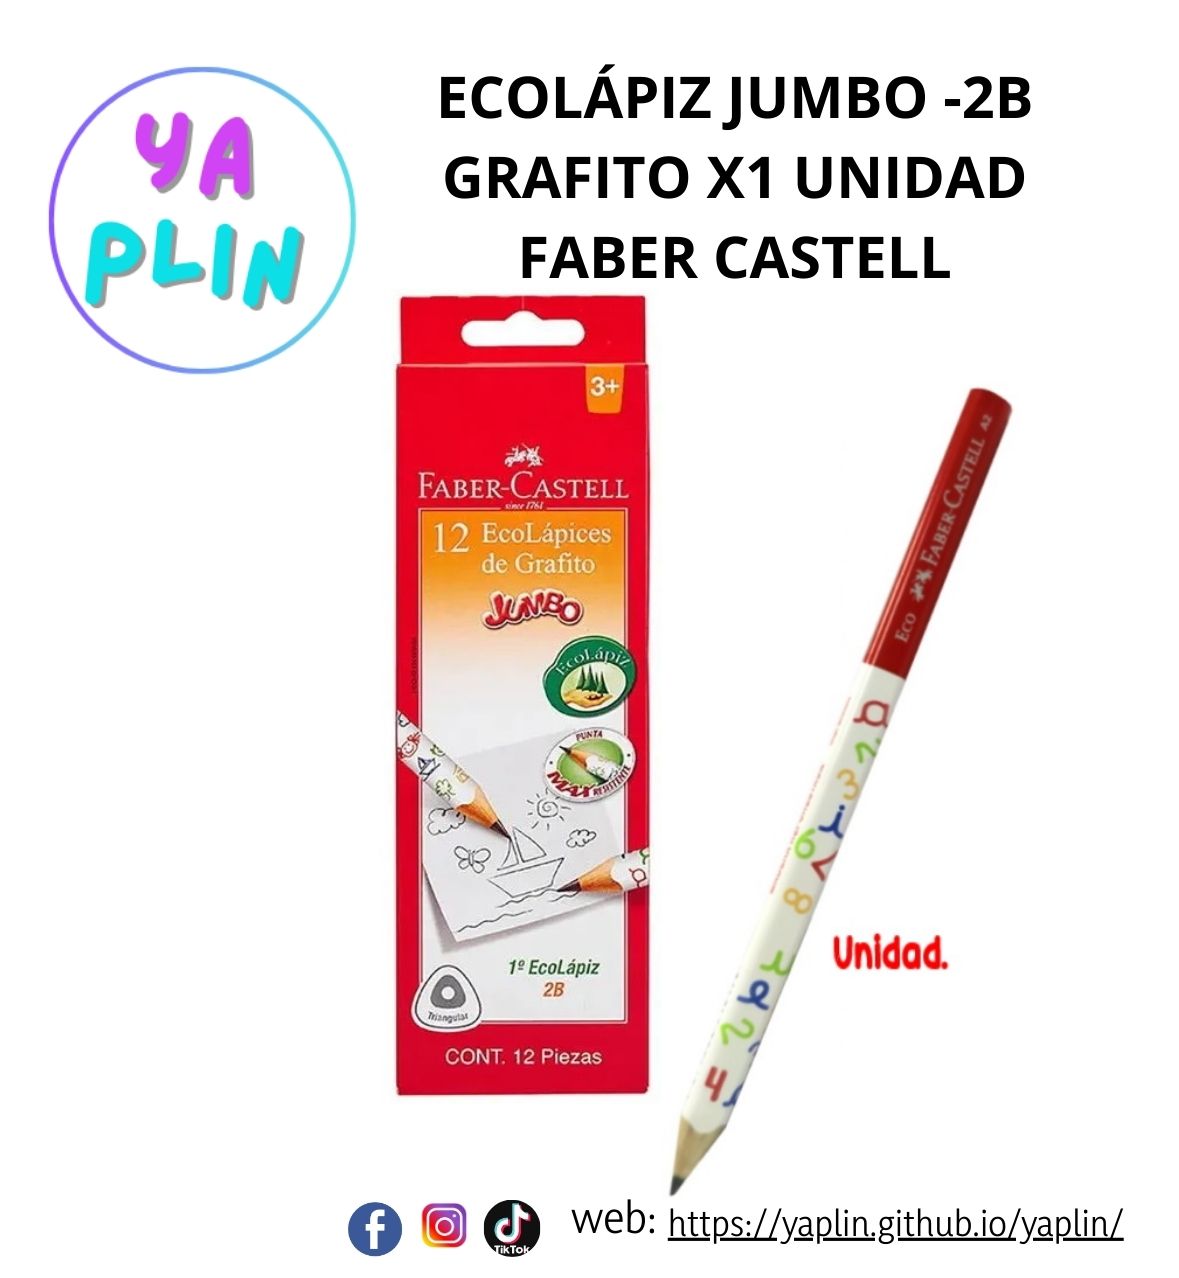 YA
PLIN
ECOLÁPIZ JUMBO -2B
GRAFITO X1 UNIDAD
FABER CASTELL
3+
FABER-CASTELL
since 1761
12 EcoLápices
de Grafito
JUMBO
EcoLápiz
PUNTA
MAX
RESISTENTE
1º EcoLápiz
2B
Triangular
CONT. 12 Piezas
Eco FABER-CASTELL A2
Unidad.
TikTok
web: https://yaplin.github.io/yaplin/